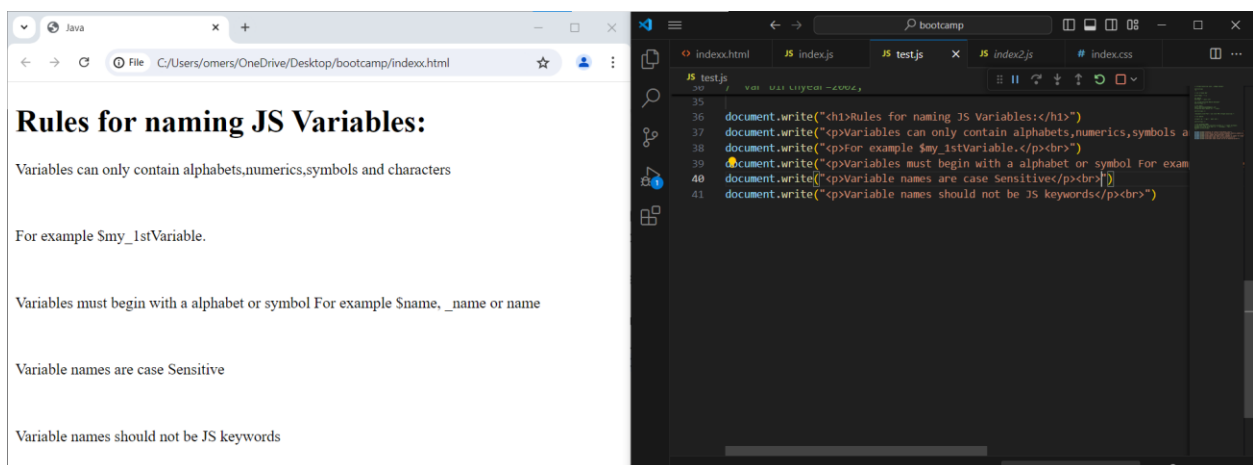 Java
File C:/Users/omers/OneDrive/Desktop/bootcamp/indexx.html
Rules for naming JS Variables:
Variables can only contain alphabets,numerics,symbols and characters
For example $my_1stVariable.
Variables must begin with a alphabet or symbol For example $name, _name or name
Variable names are case Sensitive
Variable names should not be JS keywords
bootcamp
indexx.html JS index.js JS test.js JS index2.js # index.css
JS test.js
35
36 document.write("<h1>Rules for naming JS Variables:</h1>")
37 document.write("<p>Variables can only contain alphabets,numerics,symbols a
38 document.write("<p>For example $my_1stVariable.</p><br>")
39 document.write("<p>Variables must begin with a alphabet or symbol For exam
40 document.write("<p>Variable names are case Sensitive</p><br>")
41 document.write("<p>Variable names should not be JS keywords</p><br>")
1